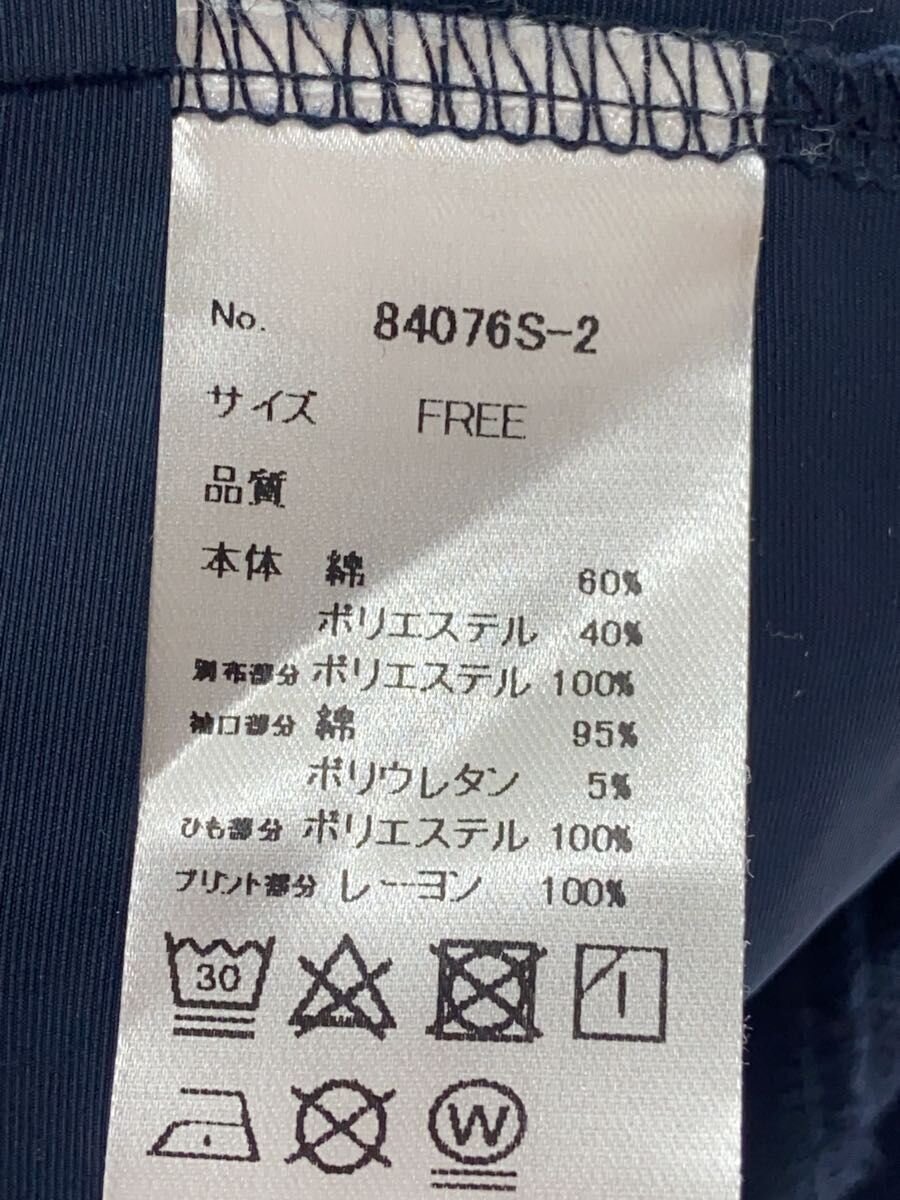 No. 84076S-2
サイズ FREE
品質
本体 綿 60%
ポリエステル 40%
別布部分 ポリエステル 100%
袖口部分 綿 95%
ポリウレタン 5%
ひも部分 ポリエステル 100%
プリント部分 レーヨン 100%
30
W